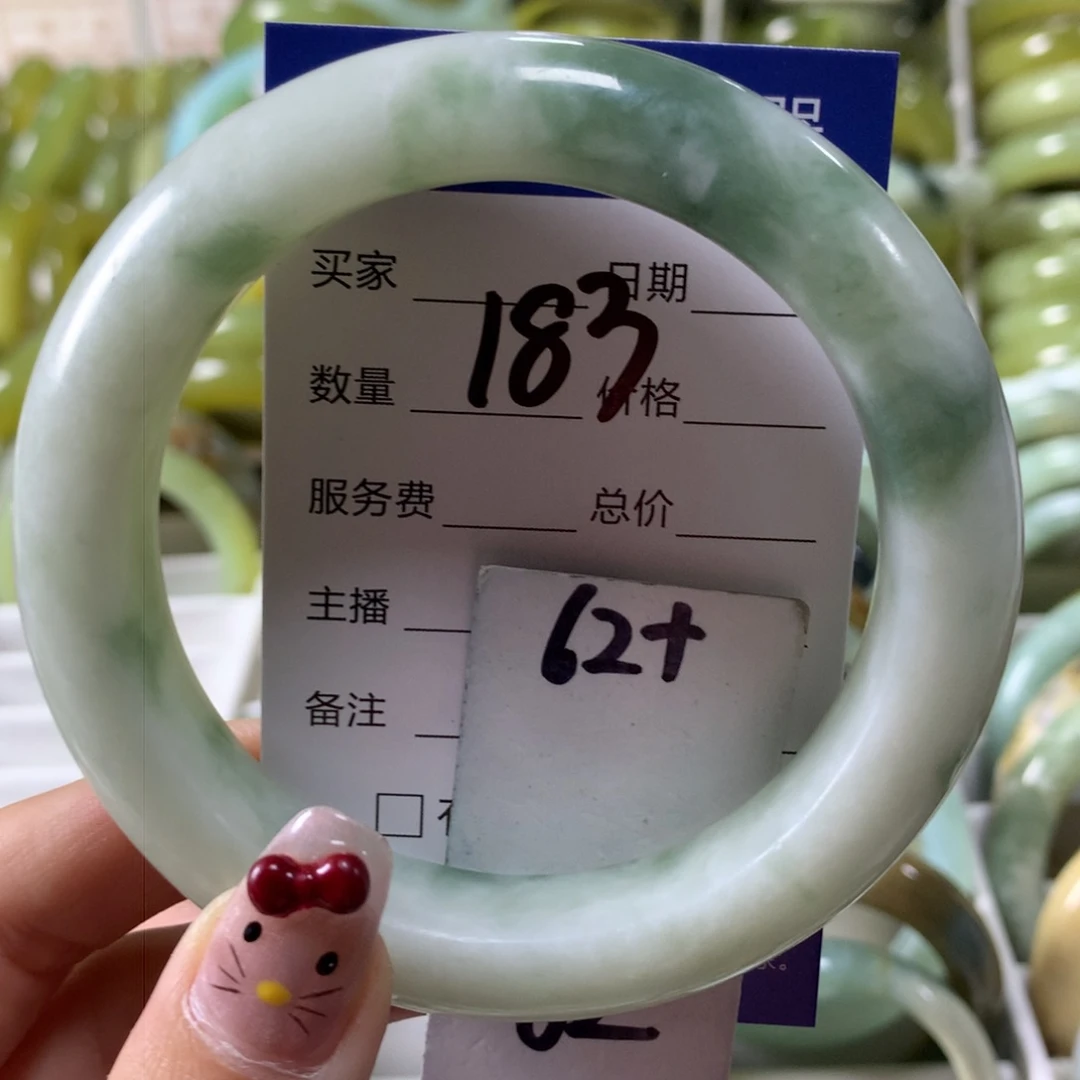 买家 日期
183
数量 价格
服务费 总价
主播
62+
备注